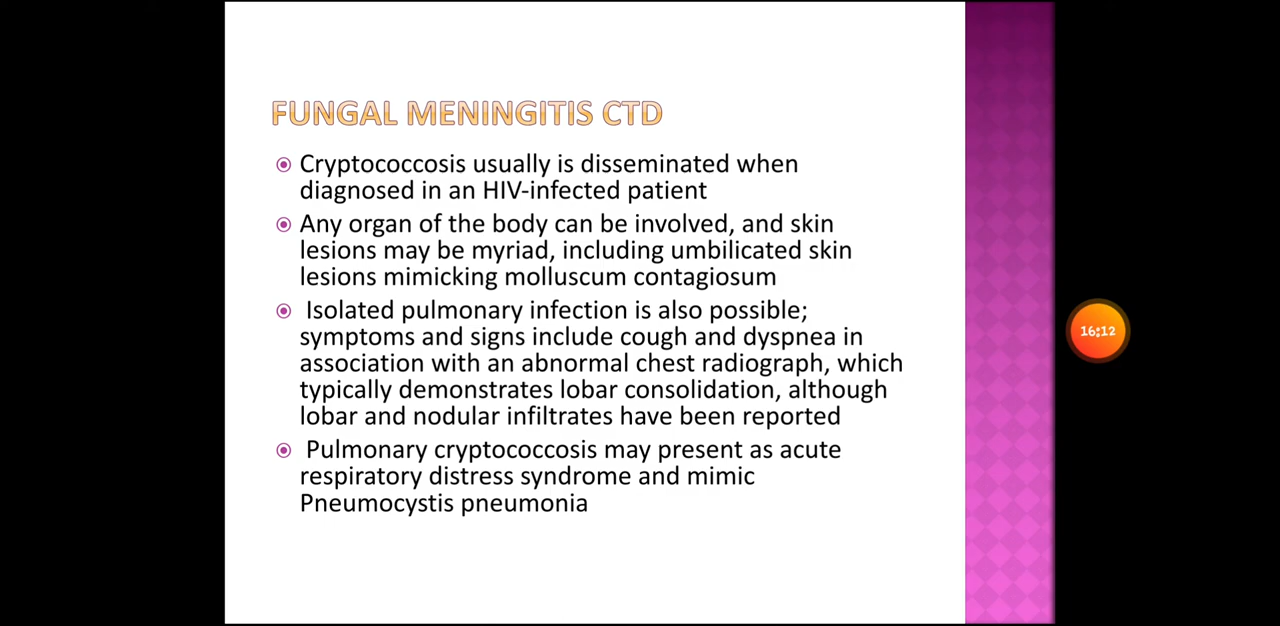 FUNGAL MENINGITIS CTD
Cryptococcosis usually is disseminated when
diagnosed in an HIV-infected patient
Any organ of the body can be involved, and skin
lesions may be myriad, including umbilicated skin
lesions mimicking molluscum contagiosum
Isolated pulmonary infection is also possible;
symptoms and signs include cough and dyspnea in
association with an abnormal chest radiograph, which
typically demonstrates lobar consolidation, although
lobar and nodular infiltrates have been reported
Pulmonary cryptococcosis may present as acute
respiratory distress syndrome and mimic
Pneumocystis pneumonia
16:12